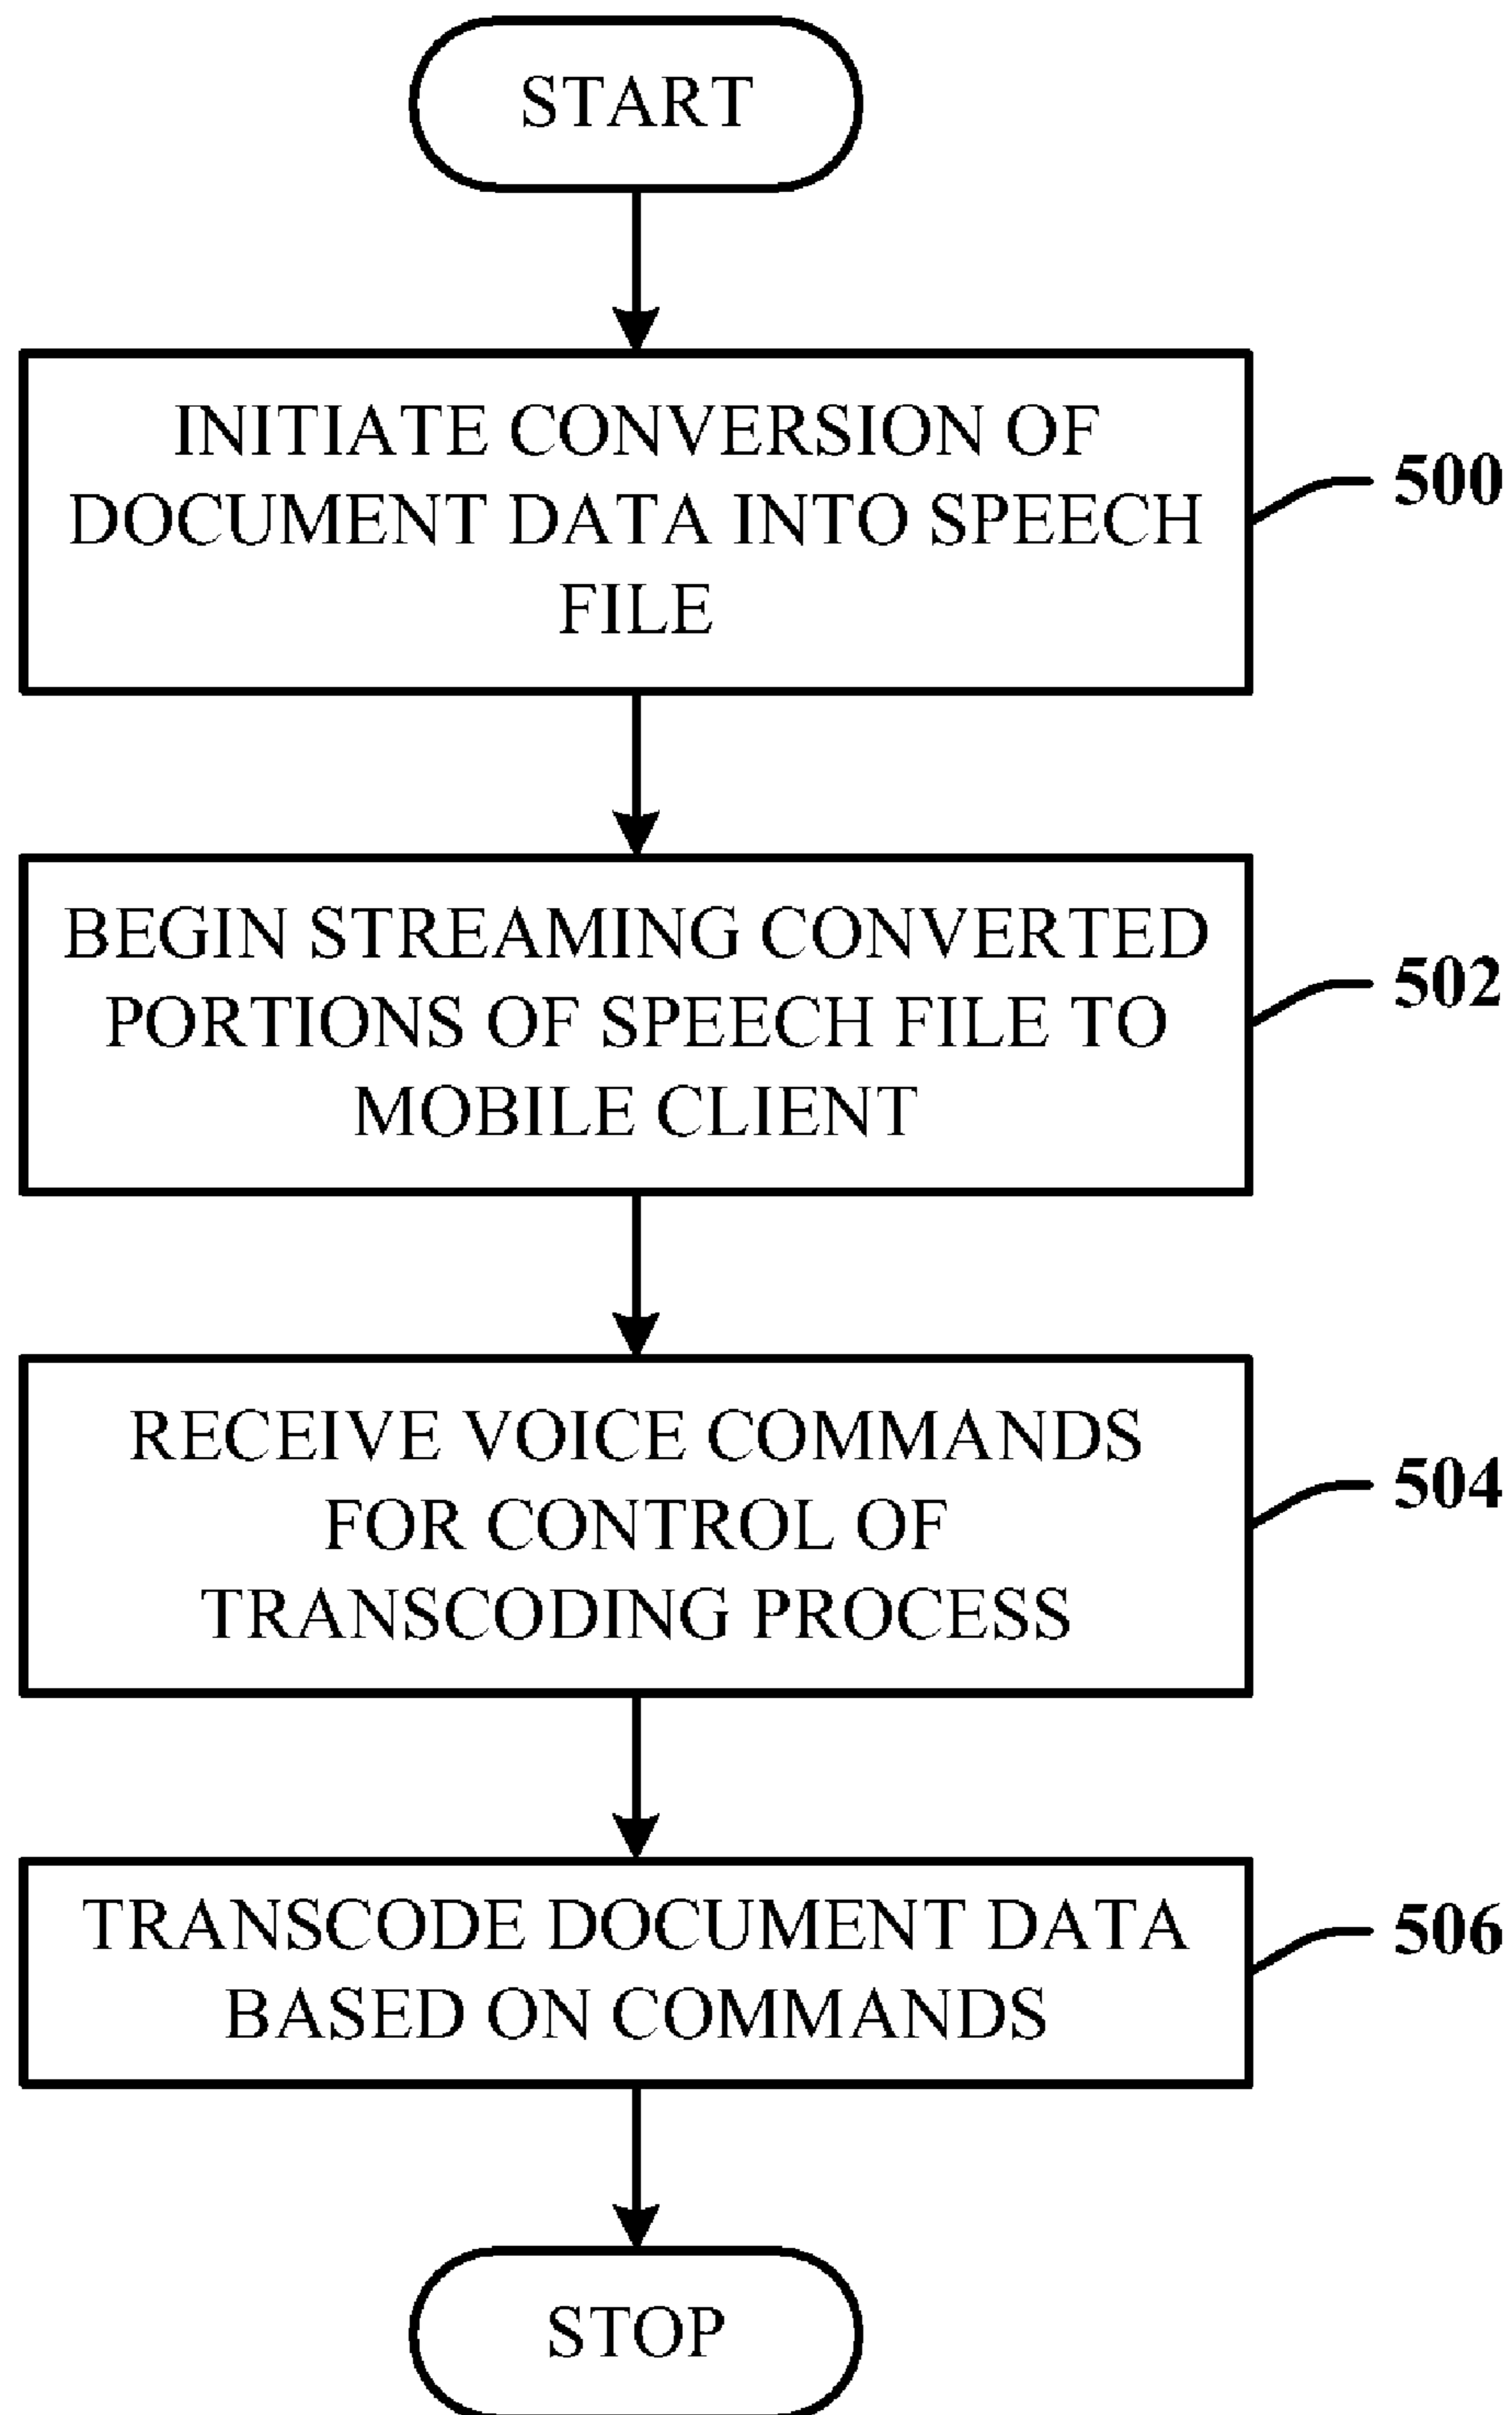 START
INITIATE CONVERSION OF
DOCUMENT DATA INTO SPEECH
FILE
500
BEGIN STREAMING CONVERTED
PORTIONS OF SPEECH FILE TO
MOBILE CLIENT
502
RECEIVE VOICE COMMANDS
FOR CONTROL OF
TRANSCODING PROCESS
504
TRANSCODE DOCUMENT DATA
BASED ON COMMANDS
506
STOP